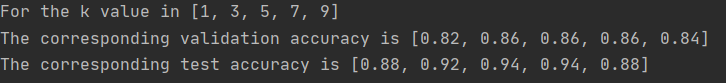 For the k value in [1, 3, 5, 7, 9]
The corresponding validation accuracy is [0.82, 0.86, 0.86, 0.86, 0.84]
The corresponding test accuracy is [0.88, 0.92, 0.94, 0.94, 0.88]